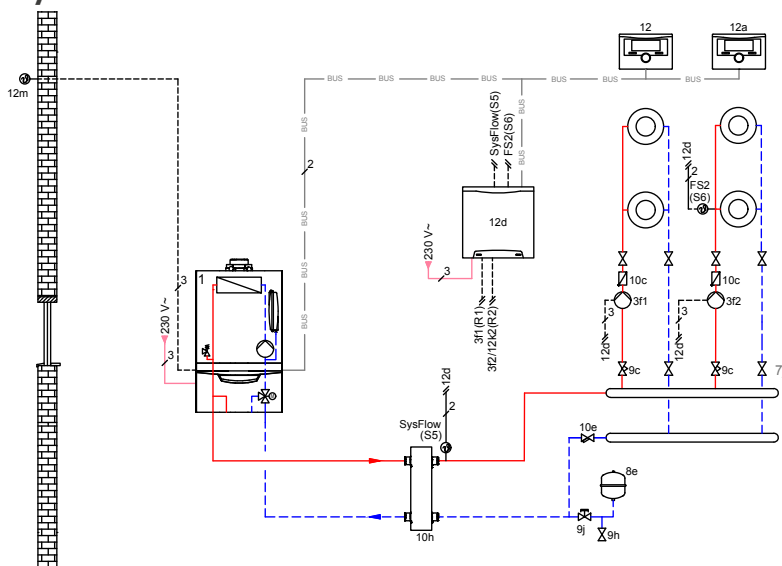 12
12a
12m
BUS
BUS
BUS
BUS
BUS
BUS
BUS
BUS
BUS
BUS
BUS
2
SysFlow(S5)
FS2(S6)
12d
2
FS2
(S6)
12d
230 V~
3
3f1(R1)
3f2/12k2(R2)
1
3
230 V~
3
10c
10c
3f1
3f2
3
3
12d
12d
9c
9c
7
12d
2
SysFlow
(S5)
10e
8e
9j
9h
10h